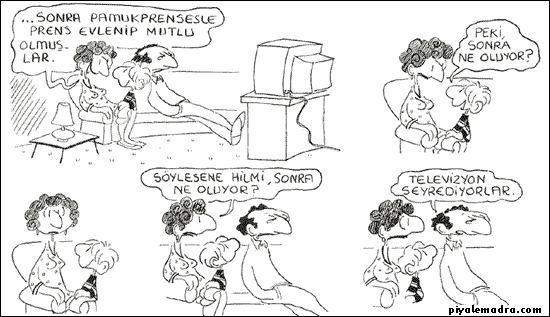 ... SONRA PAMUKPRENSESLE
PRENS EVLENİP MUTLU
OLMUŞ-
LAR.
PEKİ,
SONRA
NE OLUYOR?
SÖYLESENE HİLMİ, SONRA
NE OLUYOR?
TELEVİZYON
SEYREDİYORLAR.
piyalemadra.com